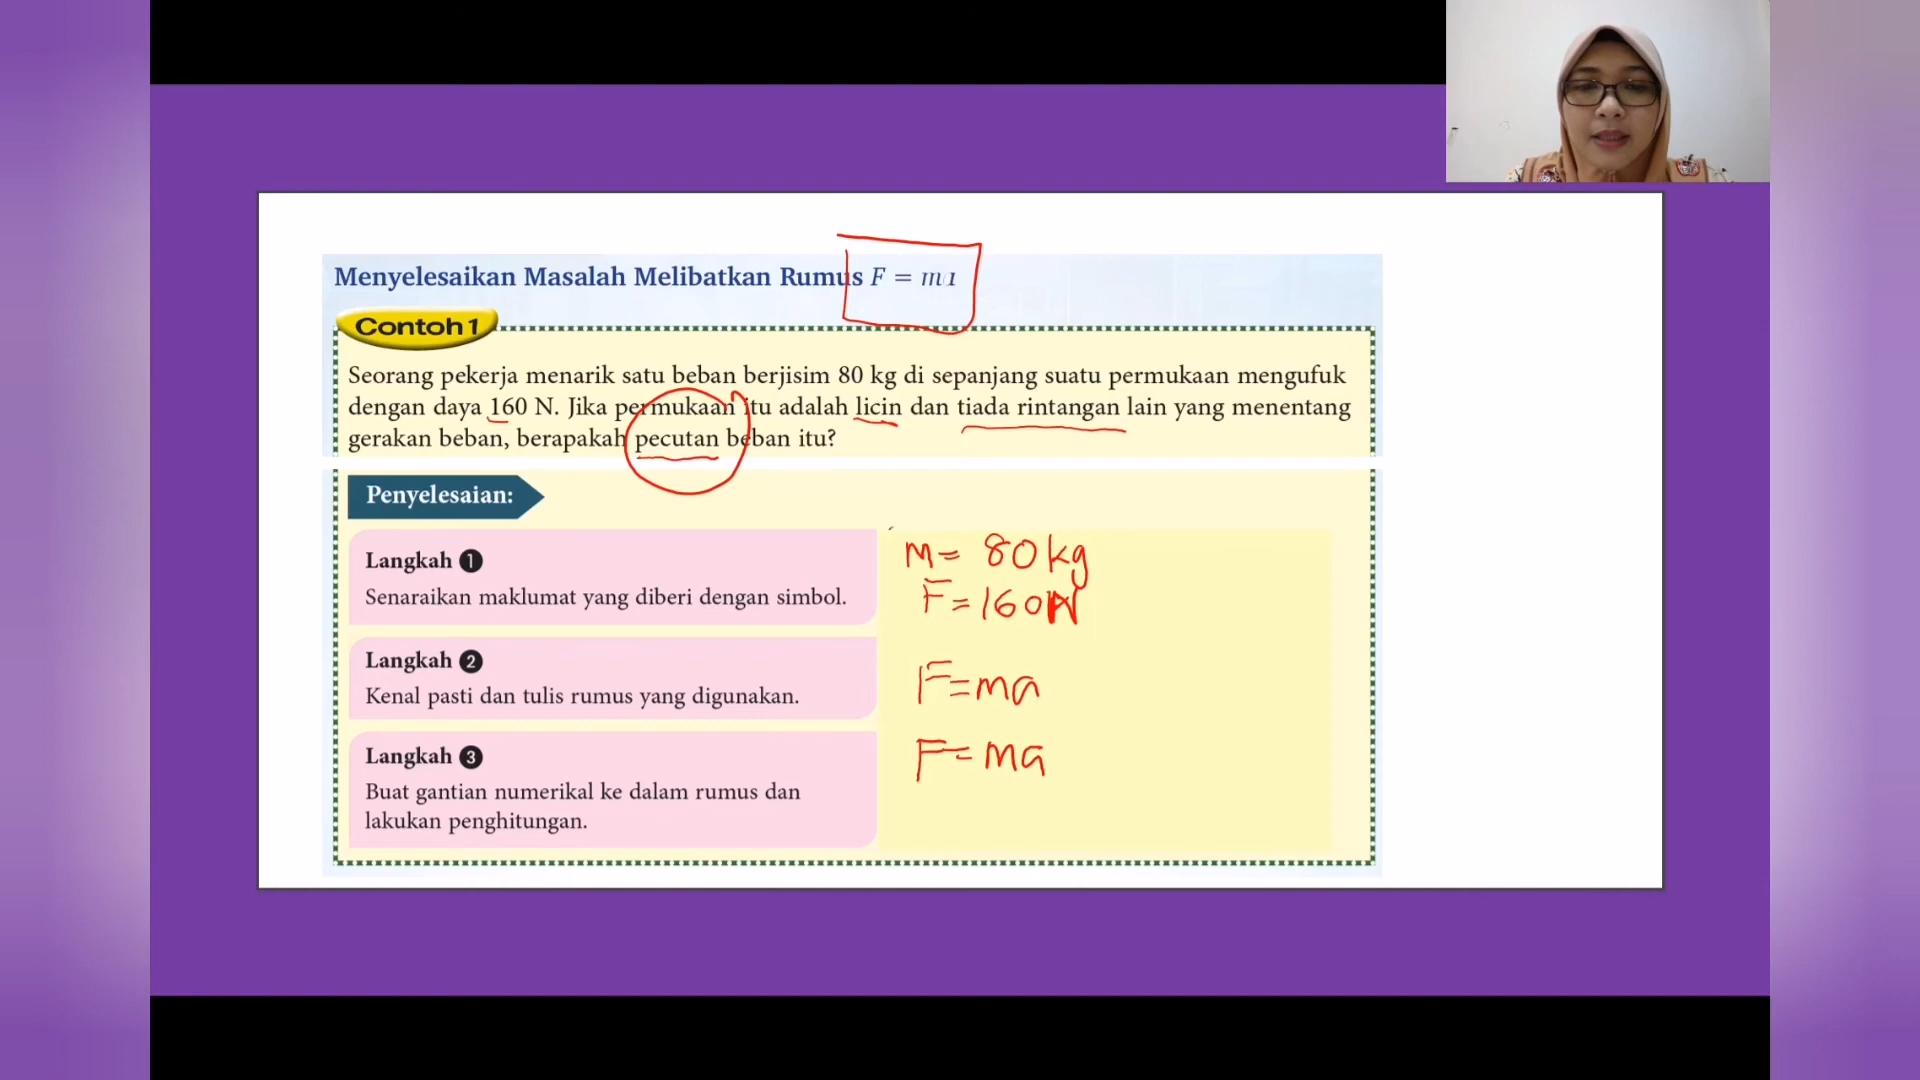 Menyelesaikan Masalah Melibatkan Rumus F = ma
Contoh 1
Seorang pekerja menarik satu beban berjisim 80 kg di sepanjang suatu permukaan mengufuk
dengan daya 160 N. Jika permukaan itu adalah licin dan tiada rintangan lain yang menentang
gerakan beban, berapakah pecutan beban itu?
Penyelesaian:
Langkah 1
Senaraikan maklumat yang diberi dengan simbol.
m = 80 kg
F = 160 N
Langkah 2
Kenal pasti dan tulis rumus yang digunakan.
F = ma
Langkah 3
Buat gantian numerikal ke dalam rumus dan
lakukan penghitungan.
F = ma